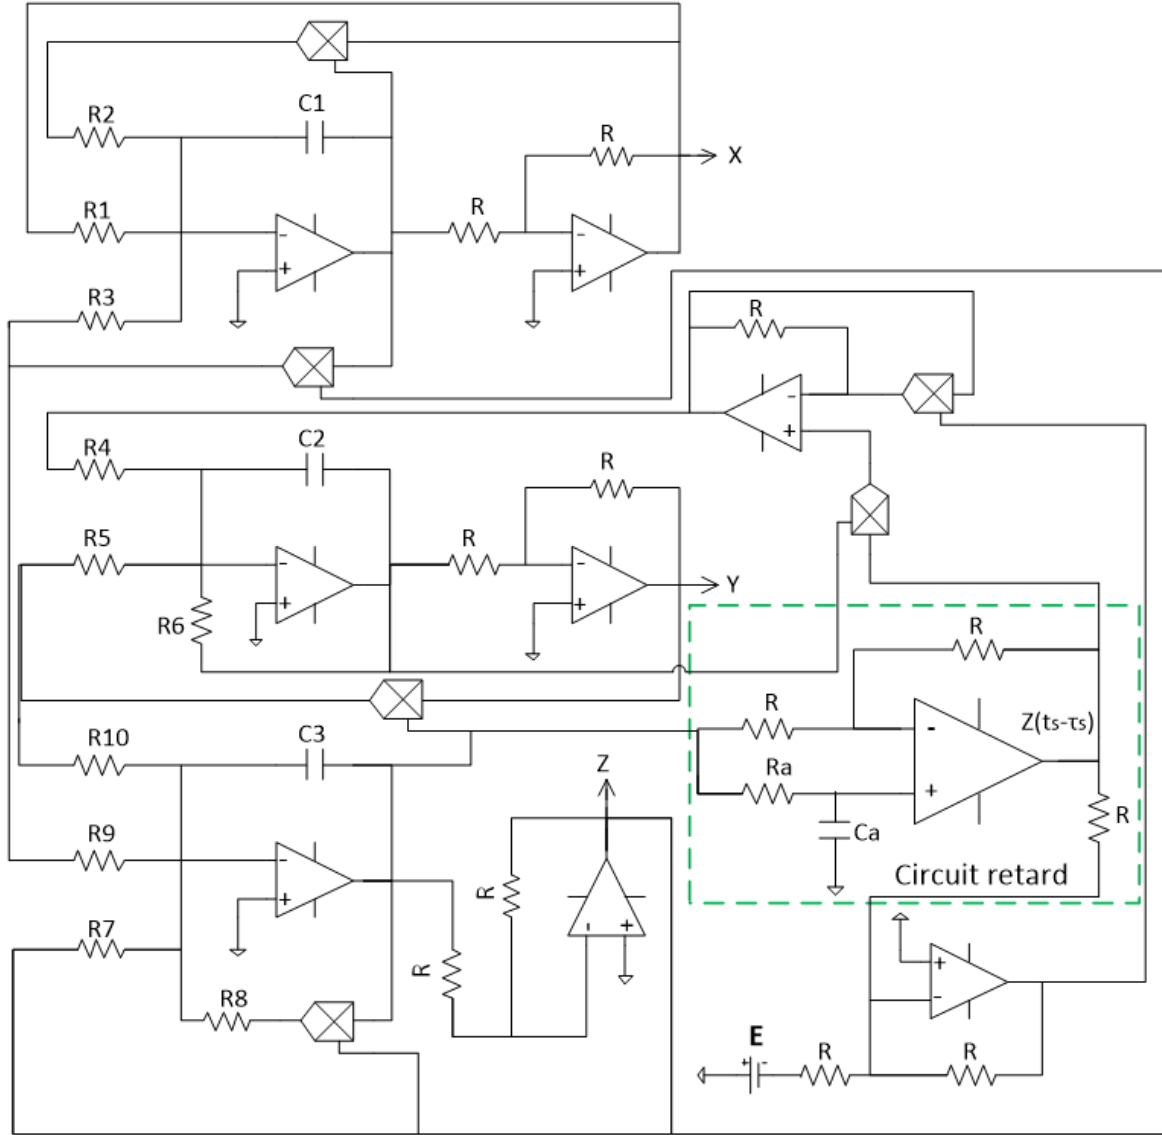 C1
R2
R
X
R
R1
-
+
-
+
R3
R
-
+
C2
R4
R
R5
R
-
+
-
+
Y
R6
R
R
Z(ts-τs)
C3
R10
-
Z
Ra
+
R
R9
Ca
-
+
Circuit retard
R
R7
-
+
R
+
-
R8
E
+
-
R
R